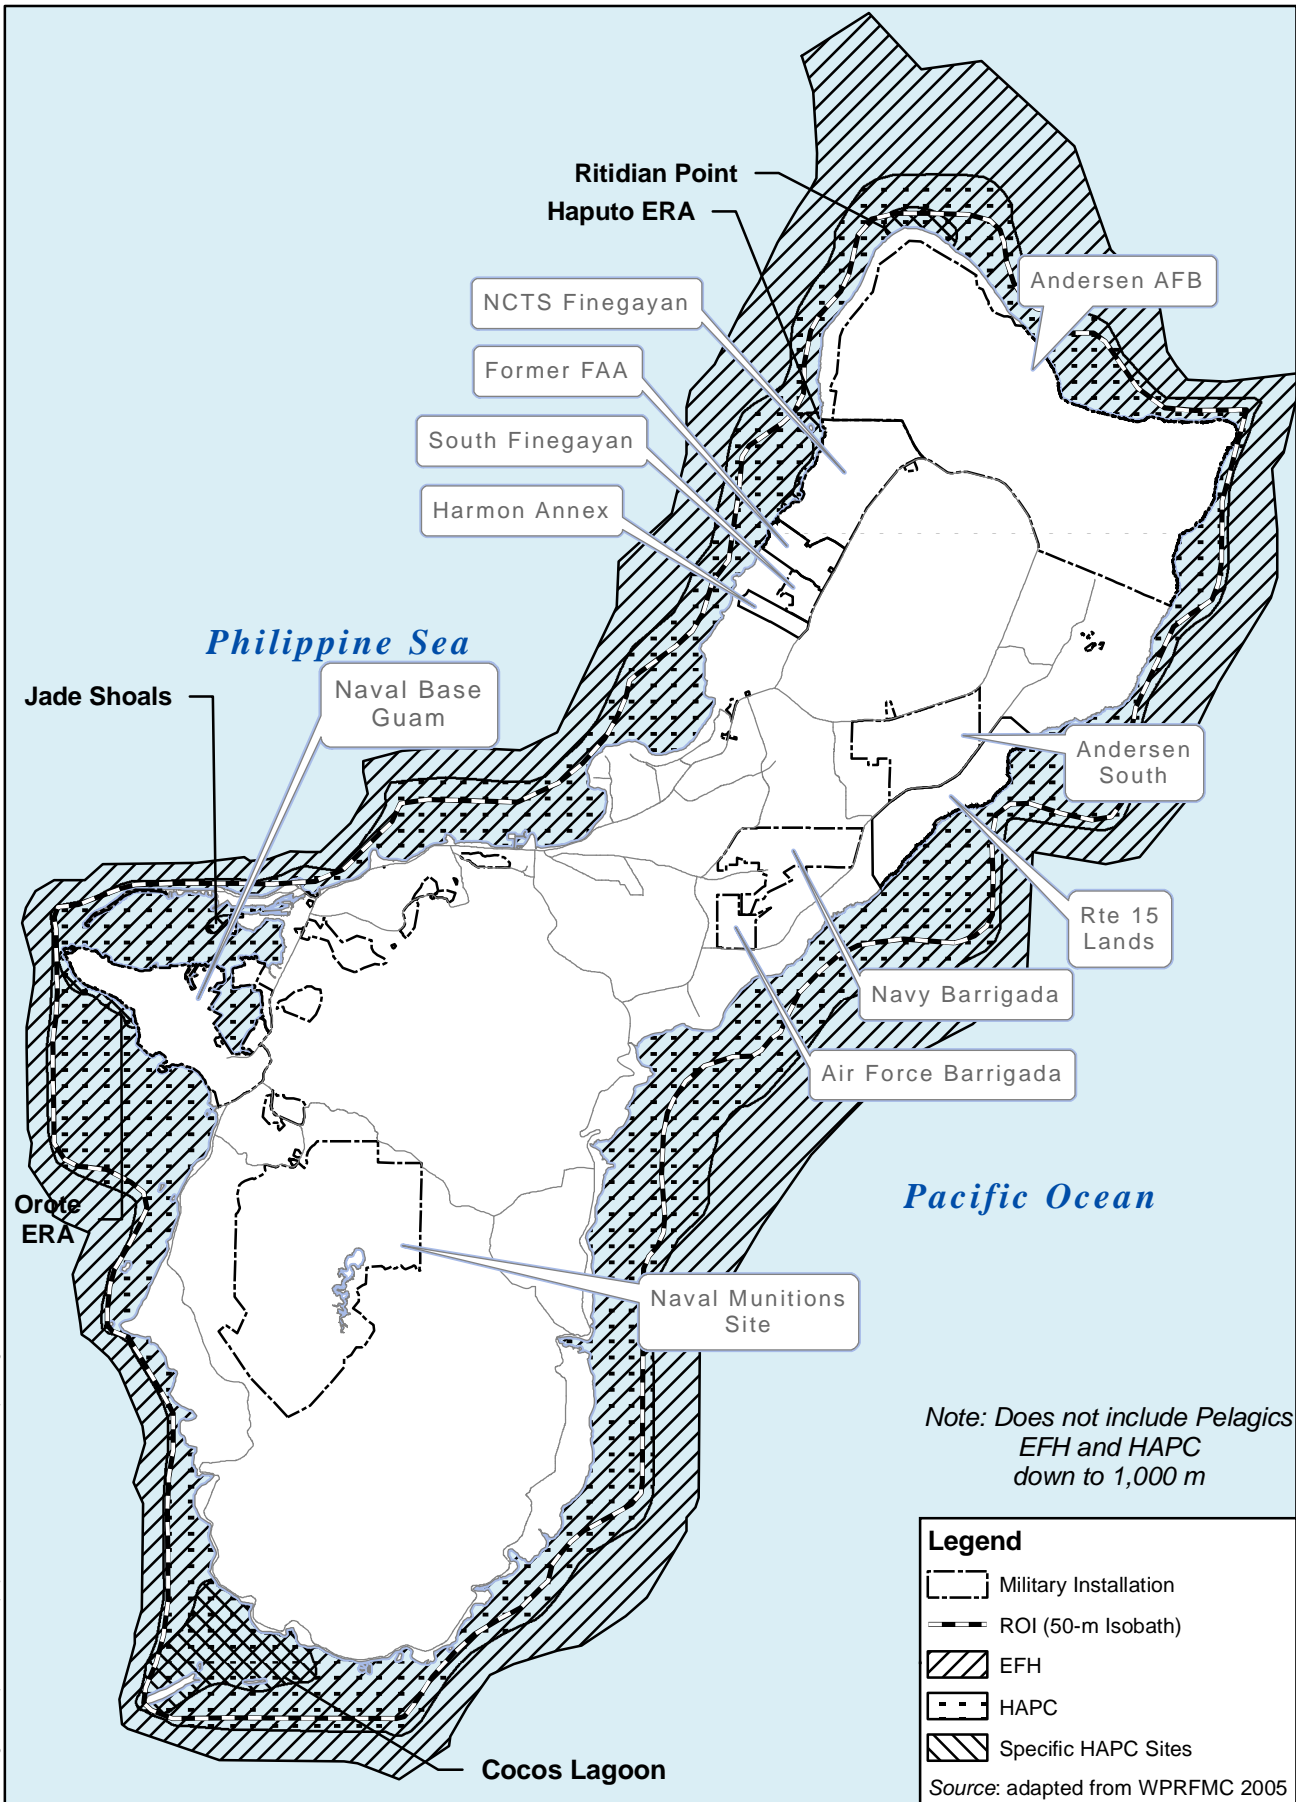 Ritidian Point
Haputo ERA
Andersen AFB
NCTS Finegayan
Former FAA
South Finegayan
Harmon Annex
Philippine Sea
Naval Base
Guam
Jade Shoals
Andersen
South
Rte 15
Lands
Navy Barrigada
Air Force Barrigada
Pacific Ocean
Orote
ERA
Naval Munitions
Site
Note: Does not include Pelagics
EFH and HAPC
down to 1,000 m
Legend
Military Installation
ROI (50-m Isobath)
EFH
HAPC
Specific HAPC Sites
Source: adapted from WPRFMC 2005
Cocos Lagoon